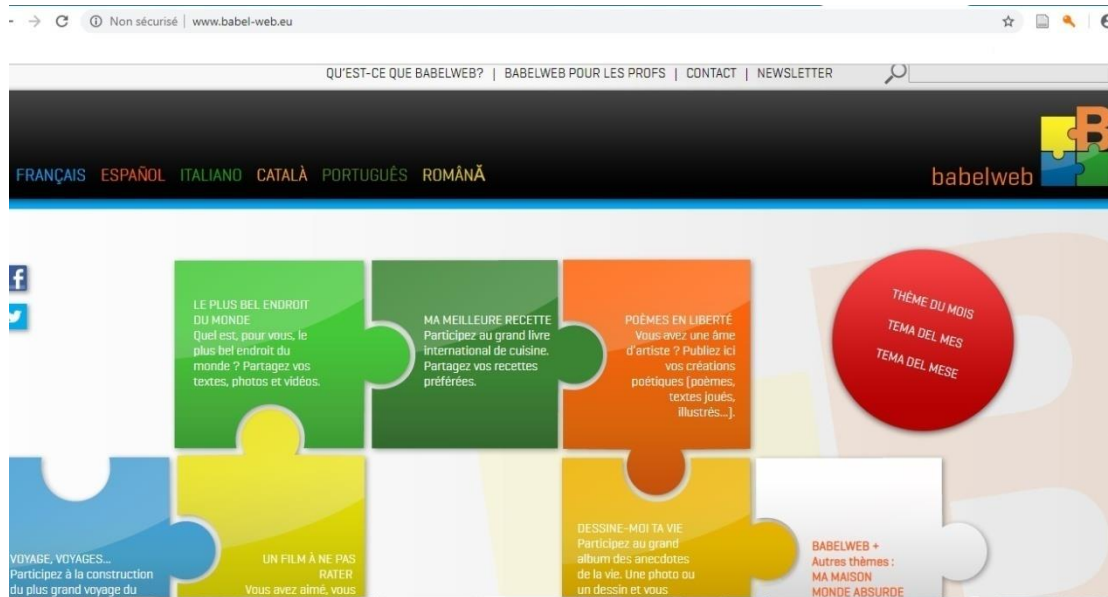 Non sécurisé | www.babel-web.eu
QU'EST-CE QUE BABELWEB? | BABELWEB POUR LES PROFS | CONTACT | NEWSLETTER
FRANÇAIS ESPAÑOL ITALIANO CATALÀ PORTUGUÊS ROMÂNĂ
babelweb
B
f
LE PLUS BEL ENDROIT
DU MONDE
Quel est, pour vous, le
plus bel endroit du
monde ? Partagez vos
textes, photos et vidéos.
MA MEILLEURE RECETTE
Participez au grand livre
international de cuisine.
Partagez vos recettes
préférées.
POÈMES EN LIBERTÉ
Vous avez une âme
d'artiste ? Publiez ici
vos créations
poétiques (poèmes,
textes joués,
illustrés...).
THÈME DU MOIS
TEMA DEL MES
TEMA DEL MESE
VOYAGE, VOYAGES...
Participez à la construction
du plus grand voyage du
UN FILM À NE PAS
RATER
Vous avez aimé, vous
DESSINE-MOI TA VIE
Participez au grand
album des anecdotes
de la vie. Une photo ou
un dessin et vous
BABELWEB +
Autres thèmes :
MA MAISON
MONDE ABSURDE